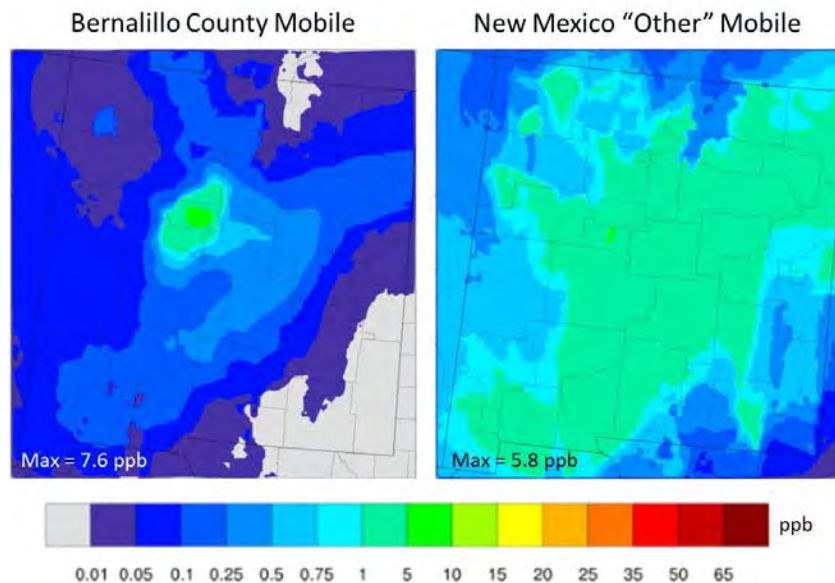 Bernalillo County Mobile
New Mexico “Other” Mobile
Max = 7.6 ppb
Max = 5.8 ppb
ppb
0.01 0.05 0.1 0.25 0.5 0.75 1 5 10 15 20 25 35 50 65